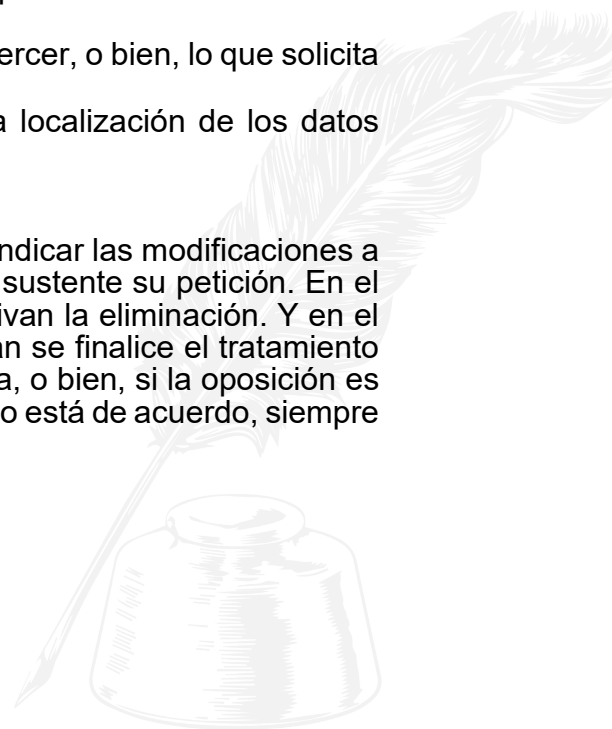 ercer, o bien, lo que solicita
a localización de los datos
ndicar las modificaciones a
sustente su petición. En el
ivan la eliminación. Y en el
an se finalice el tratamiento
a, o bien, si la oposición es
o está de acuerdo, siempre